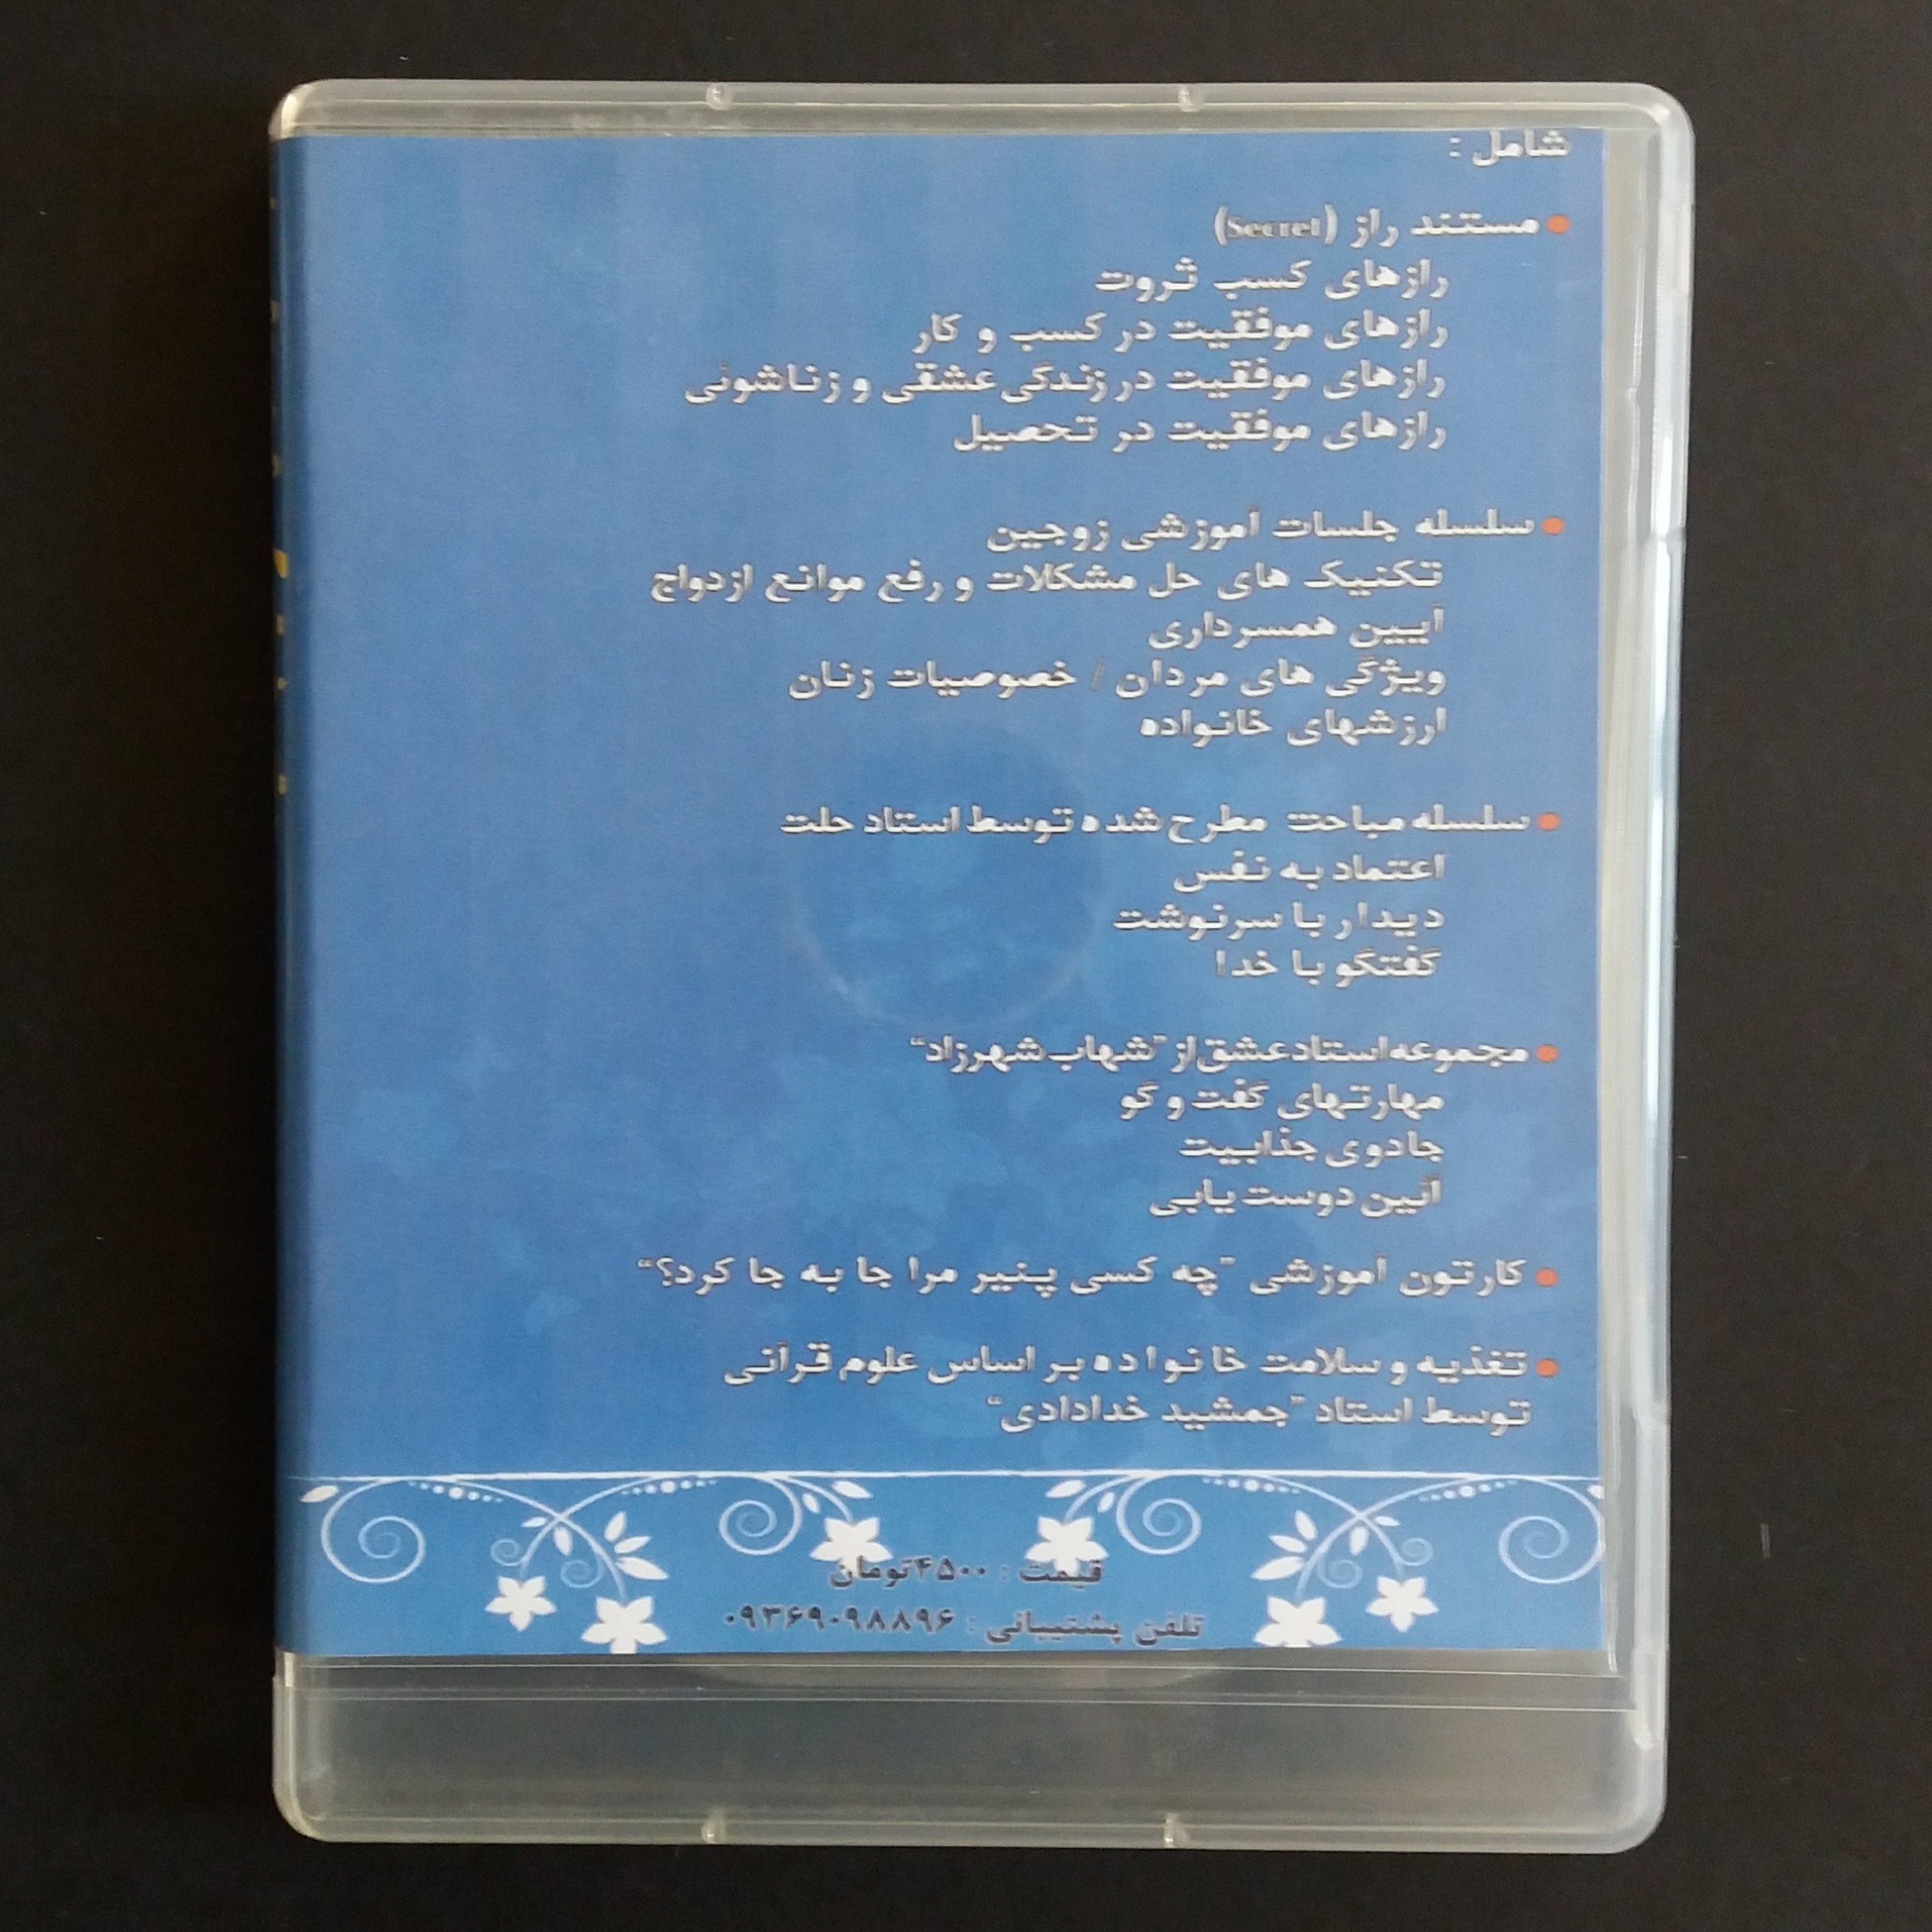 شامل :
مستند راز (Secret)
رازهای کسب ثروت
رازهای موفقیت در کسب و کار
رازهای موفقیت در زندگی عشقی و زناشوئی
رازهای موفقیت در تحصیل
سلسله جلسات آموزشی زوجین
تکنیک های حل مشکلات و رفع موانع ازدواج
آیین همسرداری
ویژگی های مردان / خصوصیات زنان
ارزشهای خانواده
سلسله مباحث مطرح شده توسط استاد حلت
اعتماد به نفس
دیدار با سرنوشت
گفتگو با خدا
مجموعه استاد عشق از "شهاب شهرزاد"
مهارتهای گفت و گو
جادوی جذابیت
آئین دوست یابی
کارتون آموزشی "چه کسی پنیر مرا جا به جا کرد؟"
تغذیه و سلامت خانواده بر اساس علوم قرآنی
توسط استاد "جمشید خدادادی"
قیمت : ۴۵۰۰تومان
تلفن پشتیبانی : ۰۹۳۶۹۰۹۸۸۹۶